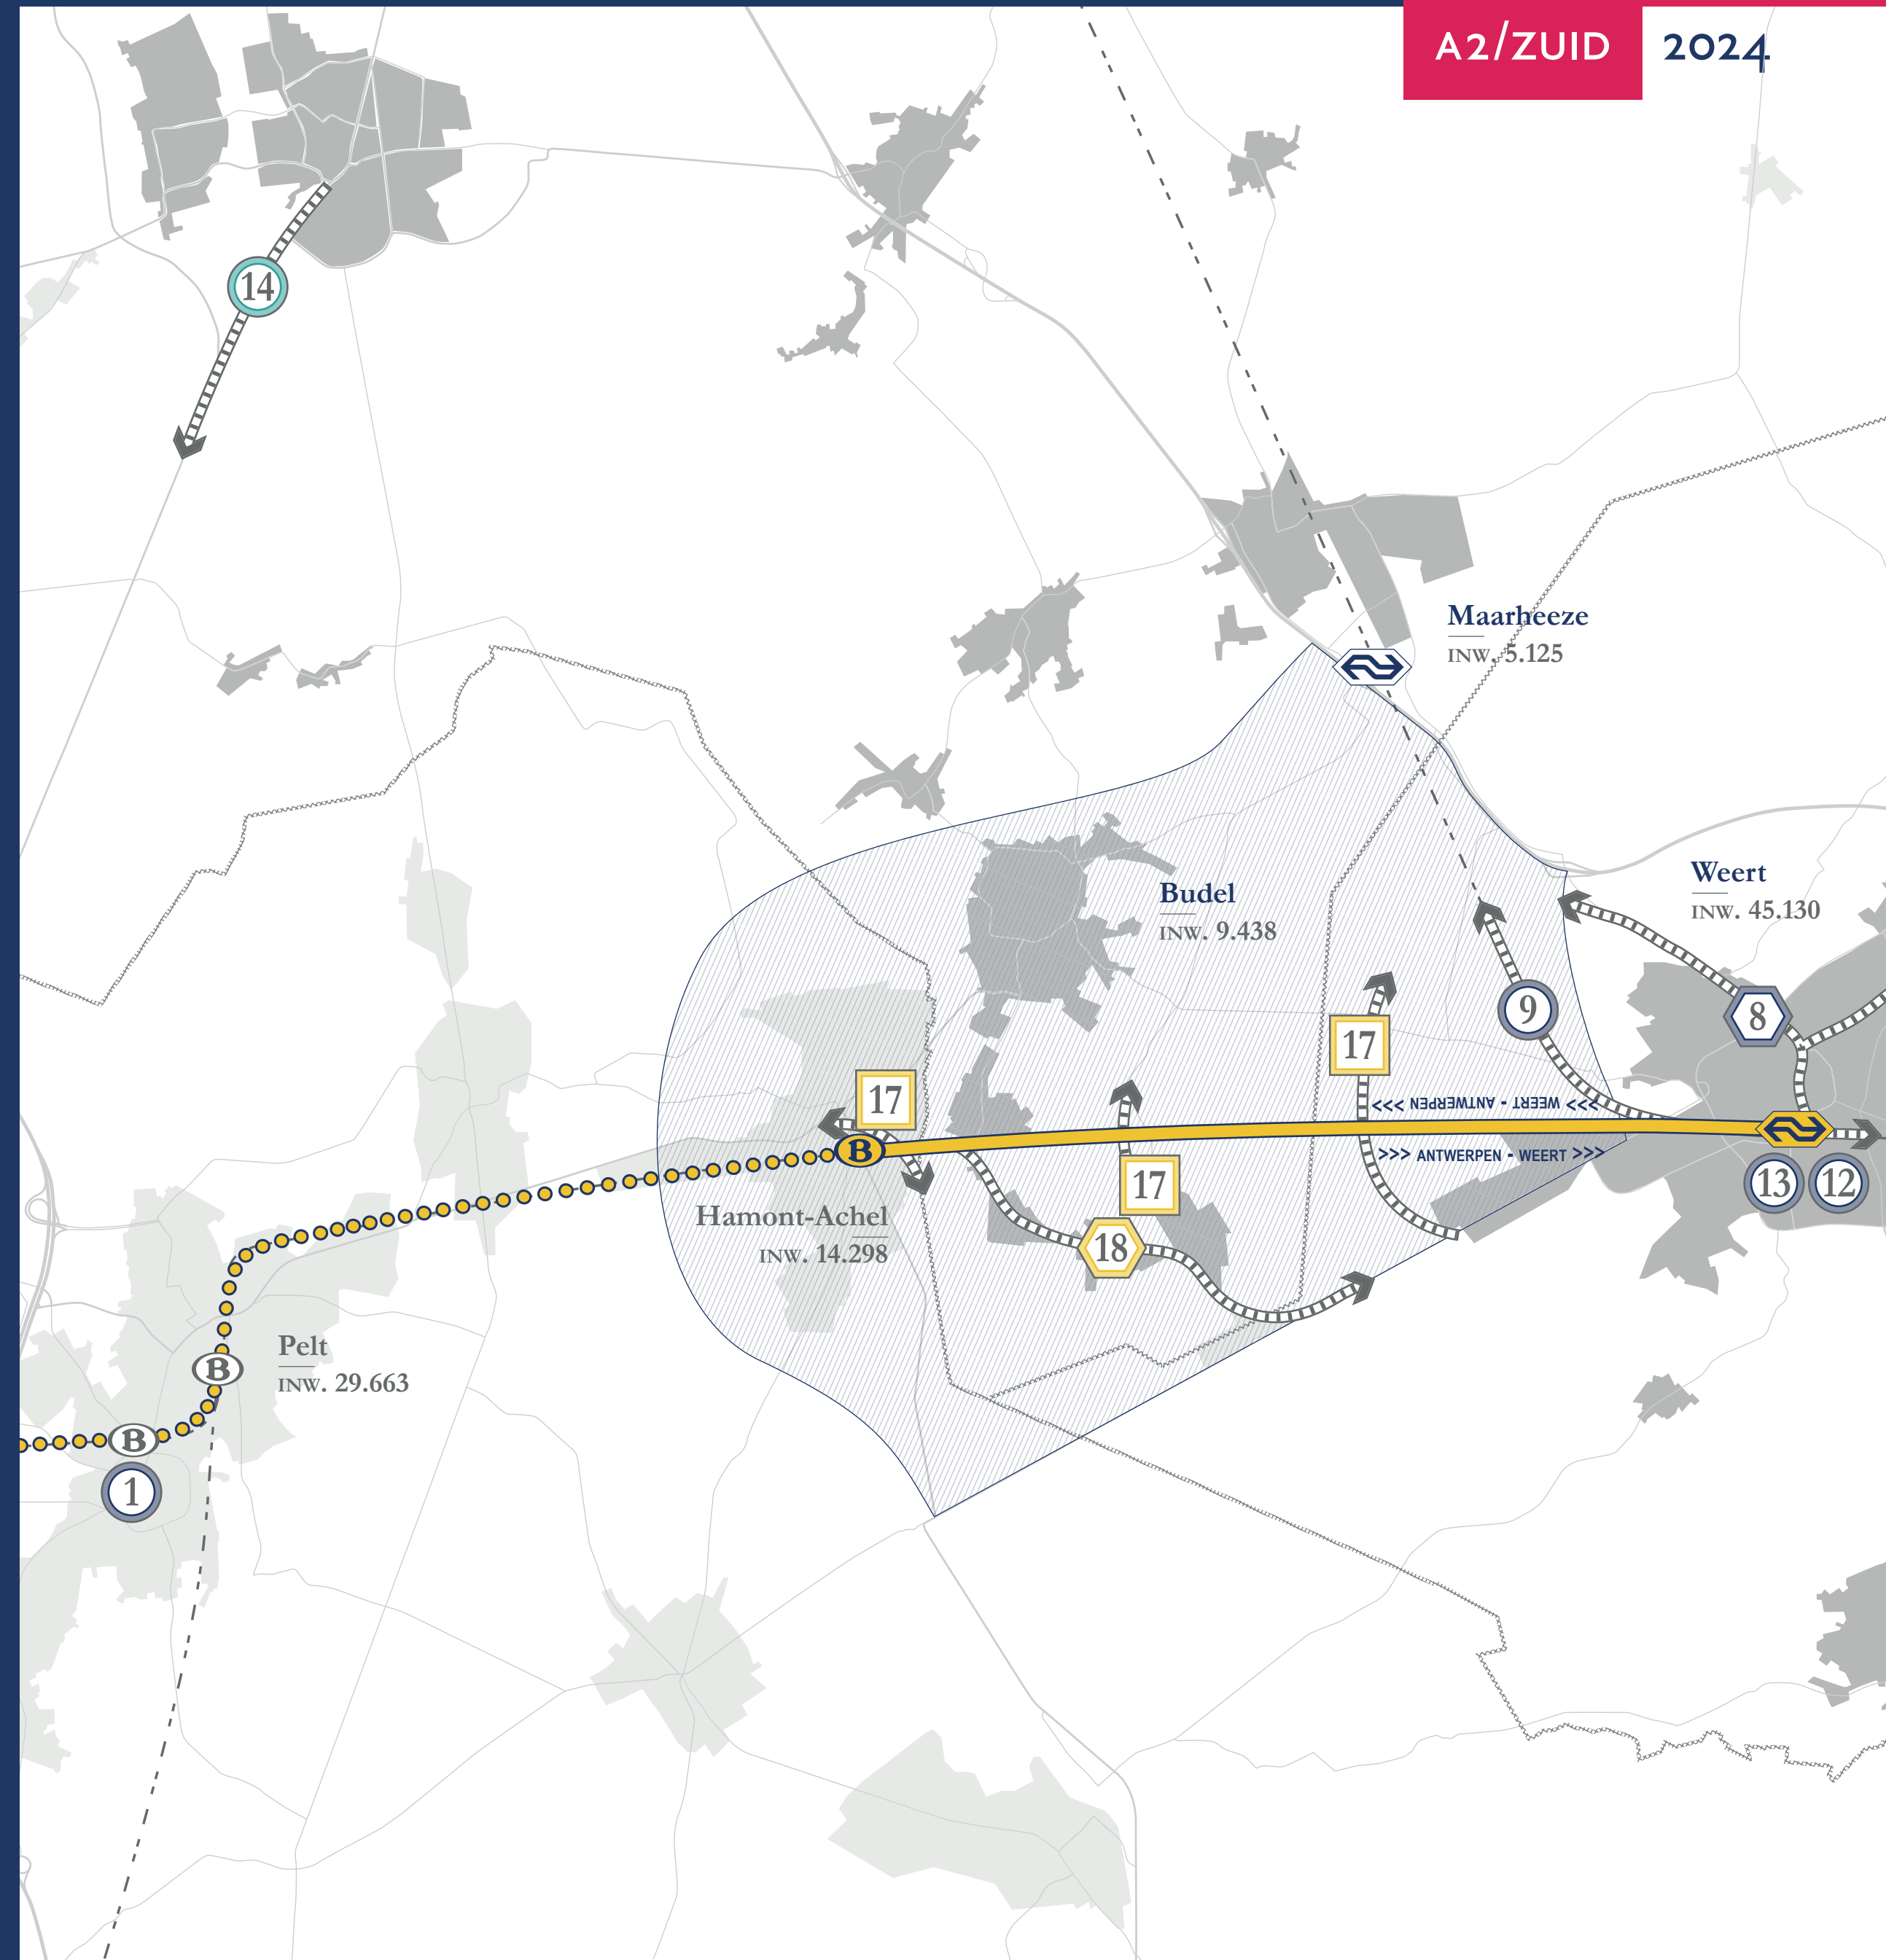 A2/ZUID 2024
14
Maarheeze
INW. 5.125
Weert
INW. 45.130
Budel
INW. 9.438
9
8
17
17
<<< WEERT - ANTWERPEN <<<
B
>>> ANTWERPEN - WEERT >>>
17
13
12
Hamont-Achel
INW. 14.298
18
Pelt
INW. 29.663
B
B
1